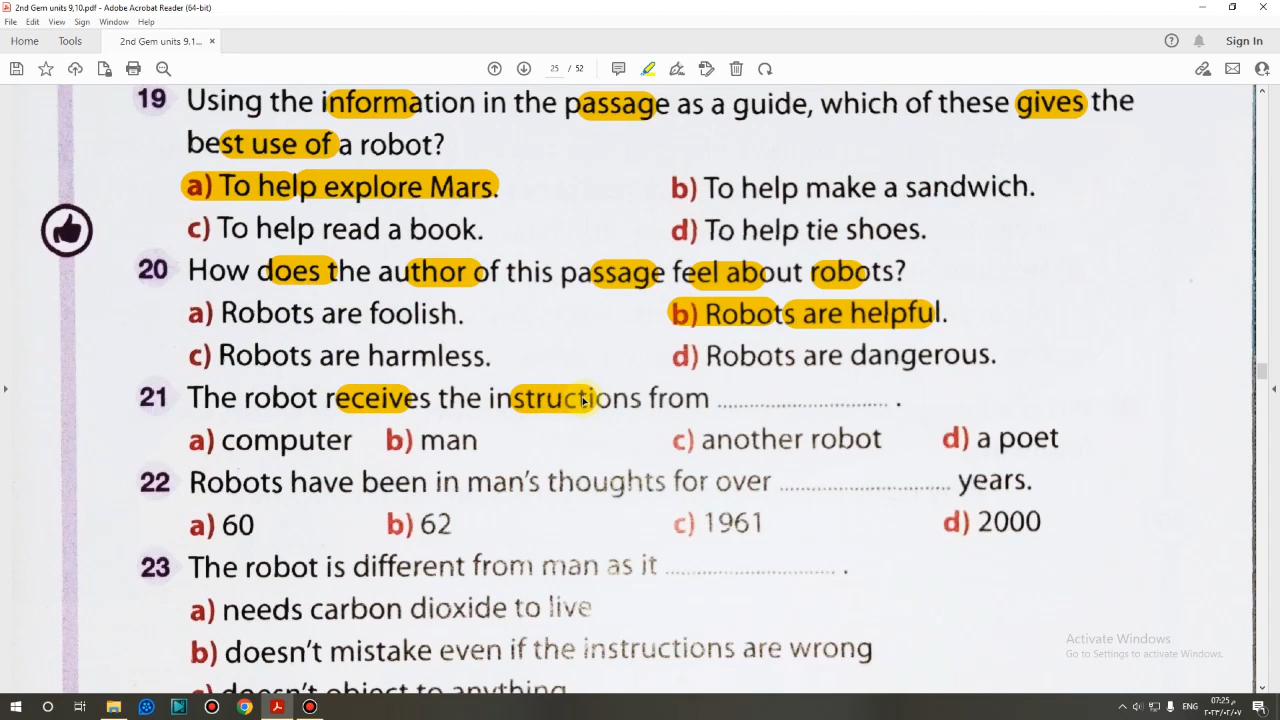 2nd Gem units 9,10.pdf - Adobe Acrobat Reader (64-bit)
File Edit View Sign Window Help
Home Tools 2nd Gem units 9.1... × Sign In
25 / 52
19 Using the information in the passage as a guide, which of these gives the
best use of a robot?
a) To help explore Mars. b) To help make a sandwich.
c) To help read a book. d) To help tie shoes.
20 How does the author of this passage feel about robots?
a) Robots are foolish. b) Robots are helpful.
c) Robots are harmless. d) Robots are dangerous.
21 The robot receives the instructions from .................................. .
a) computer b) man c) another robot d) a poet
22 Robots have been in man's thoughts for over .................................. years.
a) 60 b) 62 c) 1961 d) 2000
23 The robot is different from man as it .................................. .
a) needs carbon dioxide to live
b) doesn't mistake even if the instructions are wrong
c) doesn't object to anything
Activate Windows
Go to Settings to activate Windows.
ENG
07:25 م